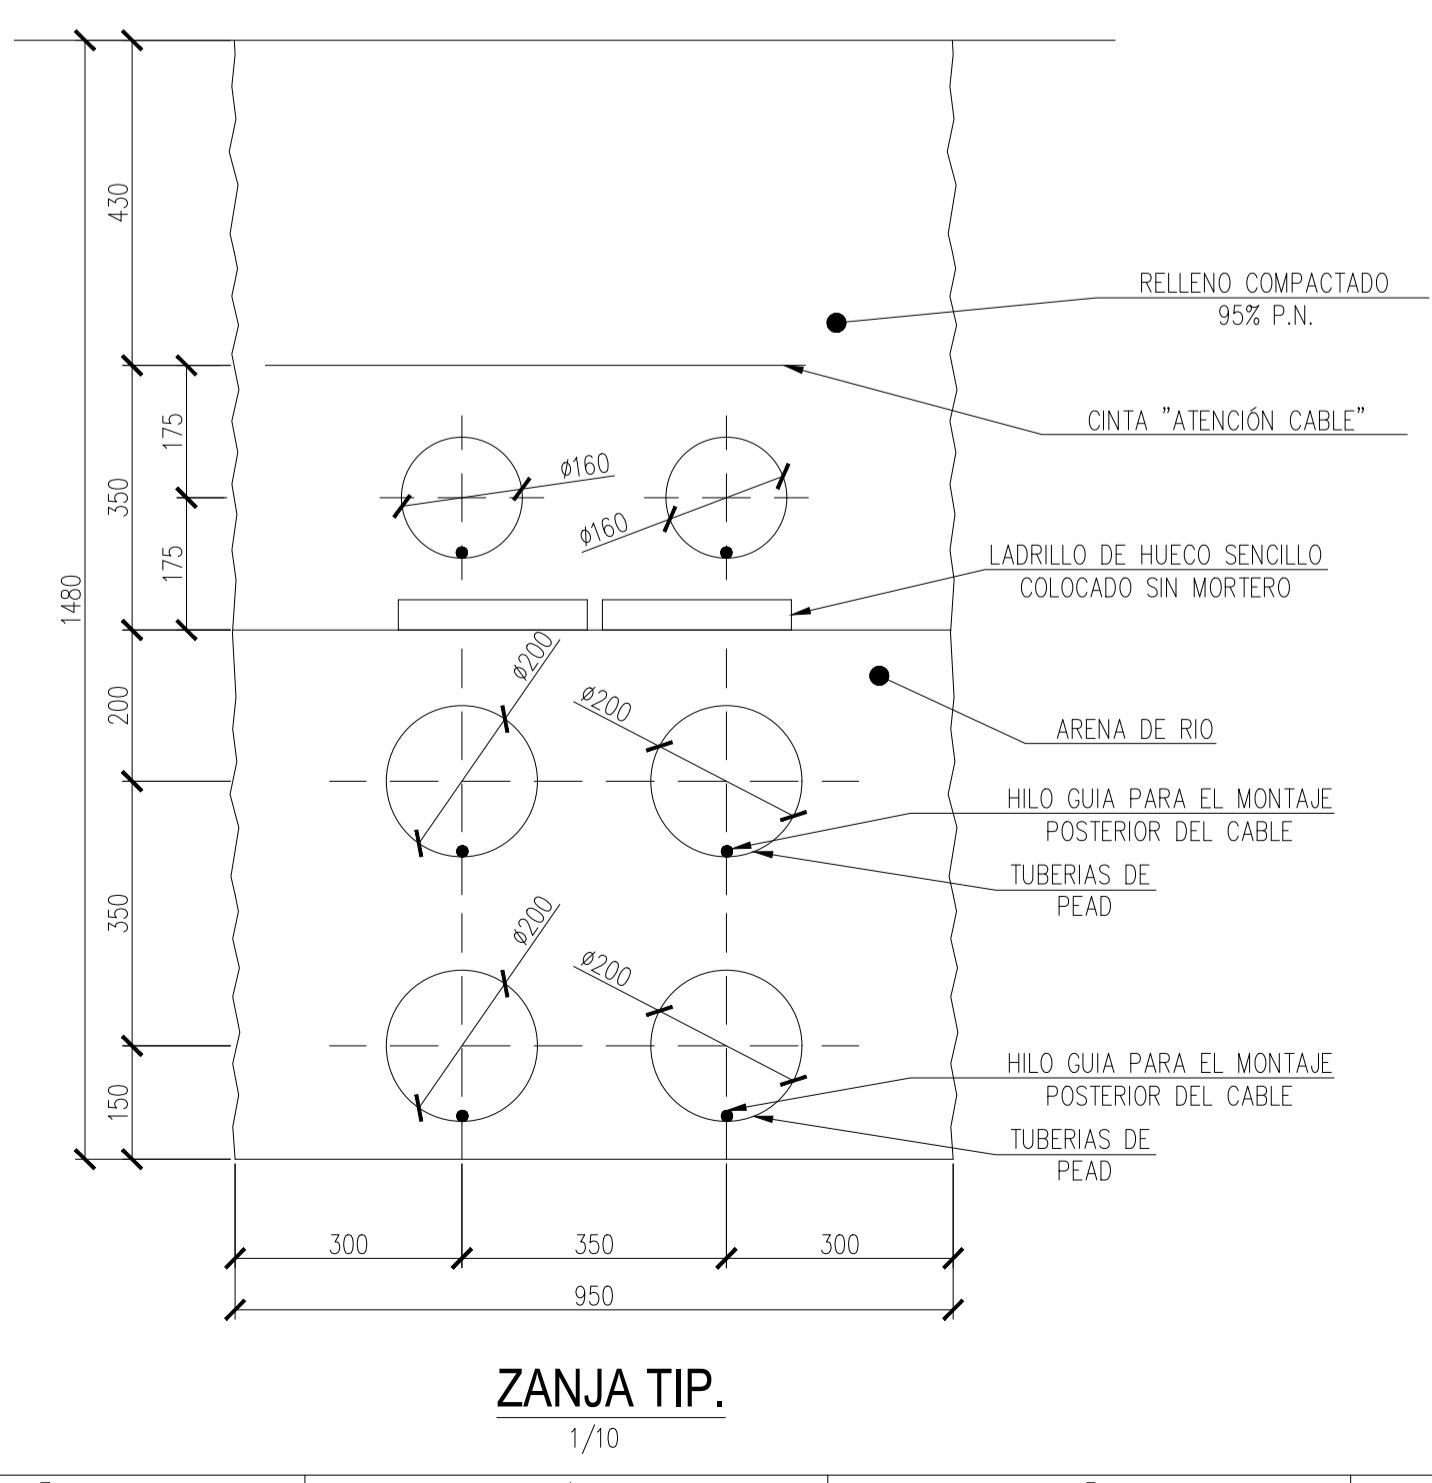 430
RELLENO COMPACTADO
95% P.N.
175
CINTA "ATENCIÓN CABLE"
ø160
350
ø160
175
LADRILLO DE HUECO SENCILLO
COLOCADO SIN MORTERO
1480
ø200
200
ø200
ARENA DE RIO
HILO GUIA PARA EL MONTAJE
POSTERIOR DEL CABLE
TUBERIAS DE
PEAD
350
ø200
ø200
HILO GUIA PARA EL MONTAJE
POSTERIOR DEL CABLE
150
TUBERIAS DE
PEAD
300 350 300
950
ZANJA TIP.
1/10